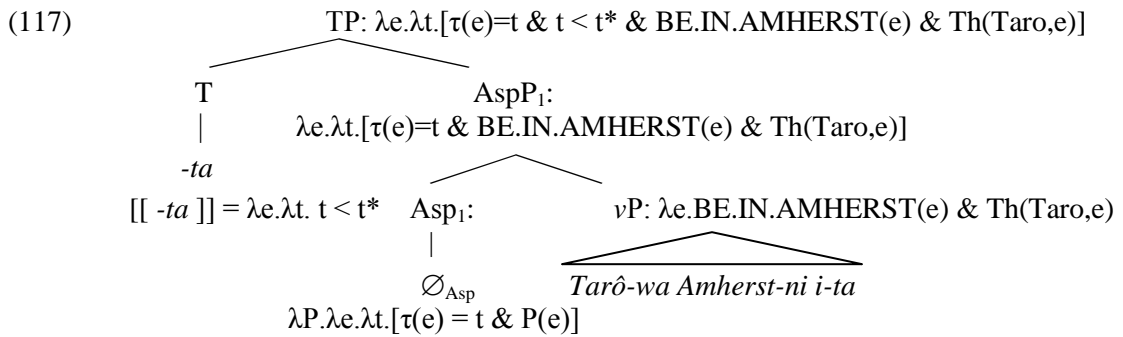 (117) TP: λe.λt.[τ(e)=t & t < t* & BE.IN.AMHERST(e) & Th(Taro,e)]
T AspP₁:
| λe.λt.[τ(e)=t & BE.IN.AMHERST(e) & Th(Taro,e)]
-ta
[[ -ta ]] = λe.λt. t < t* Asp₁: vP: λe.BE.IN.AMHERST(e) & Th(Taro,e)
|
∅Asp Tarô-wa Amherst-ni i-ta
λP.λe.λt.[τ(e) = t & P(e)]